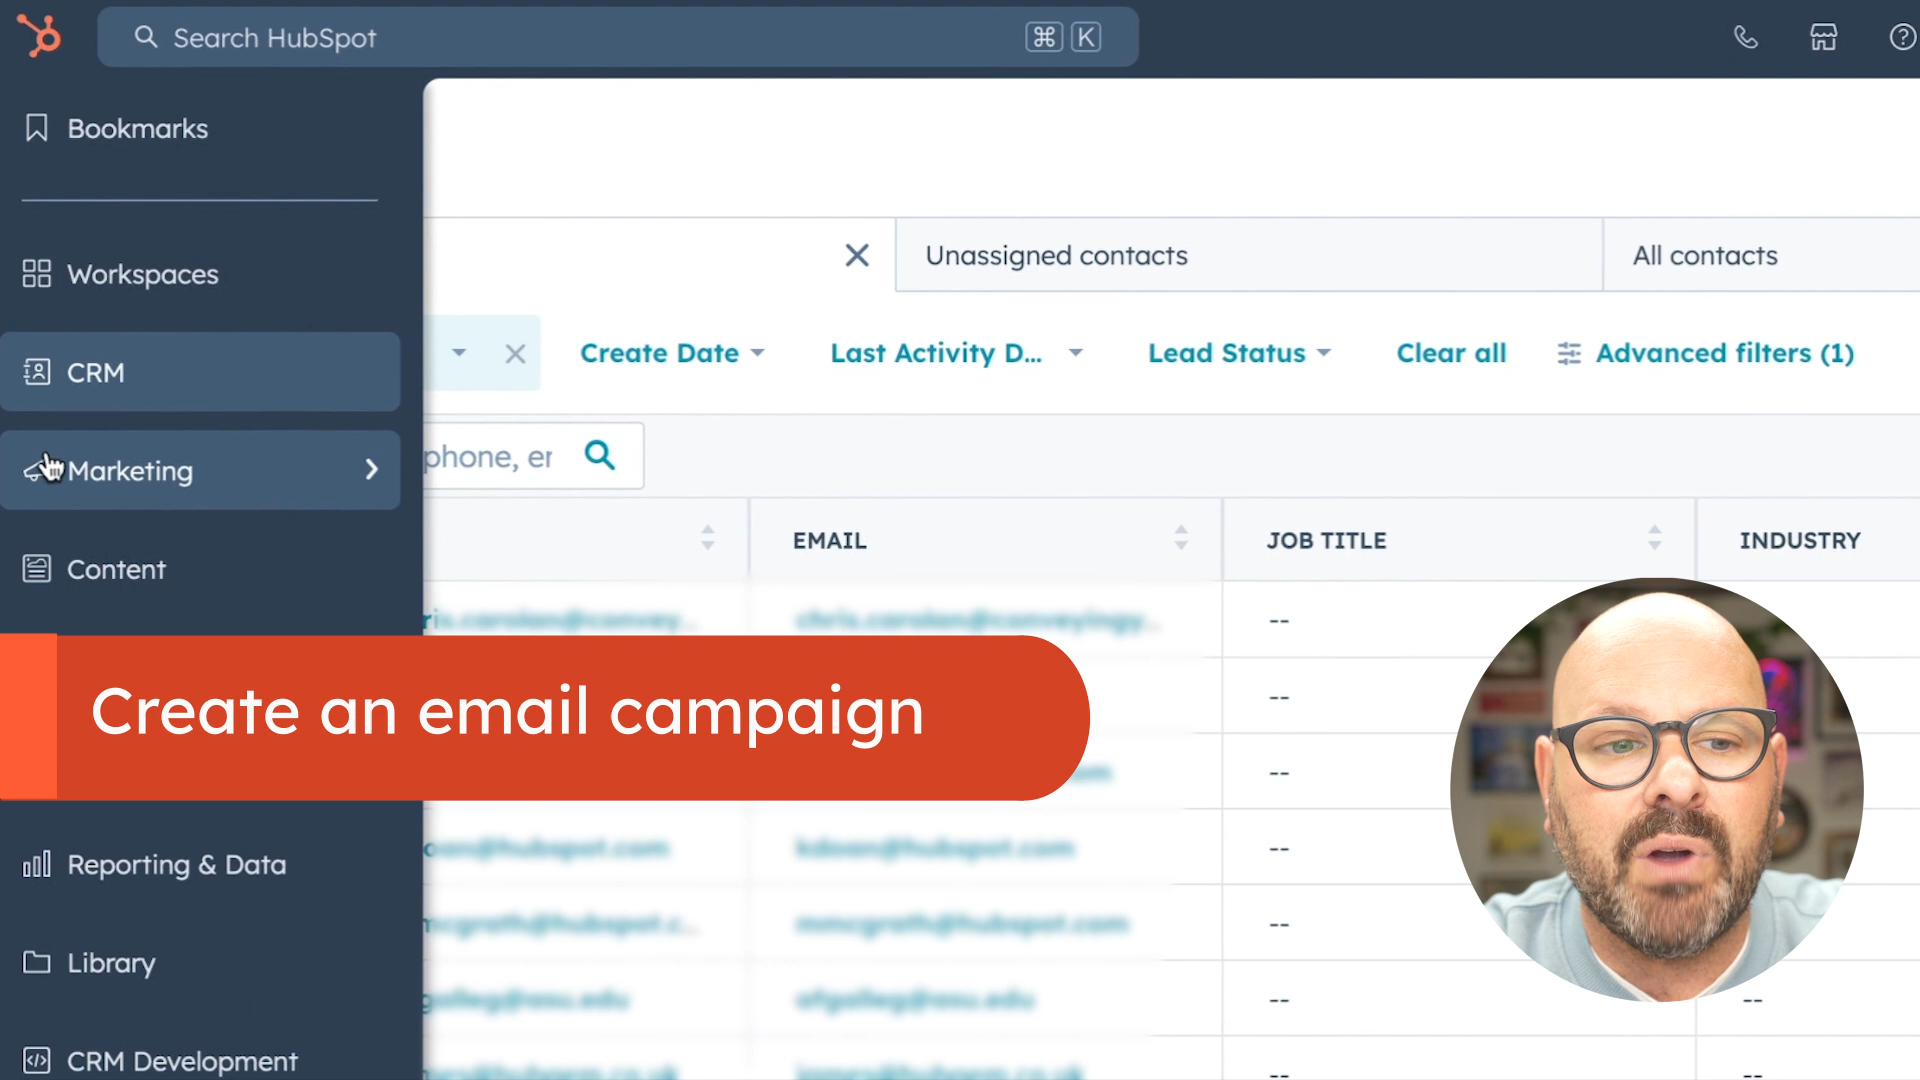 Search HubSpot
⌘ K
Bookmarks
Workspaces
CRM
Marketing
Content
Reporting & Data
Library
CRM Development
Unassigned contacts
All contacts
Create Date
Last Activity D...
Lead Status
Clear all
Advanced filters (1)
phone, er
EMAIL
JOB TITLE
INDUSTRY
--
--
--
--
--
--
--
--
--
Create an email campaign